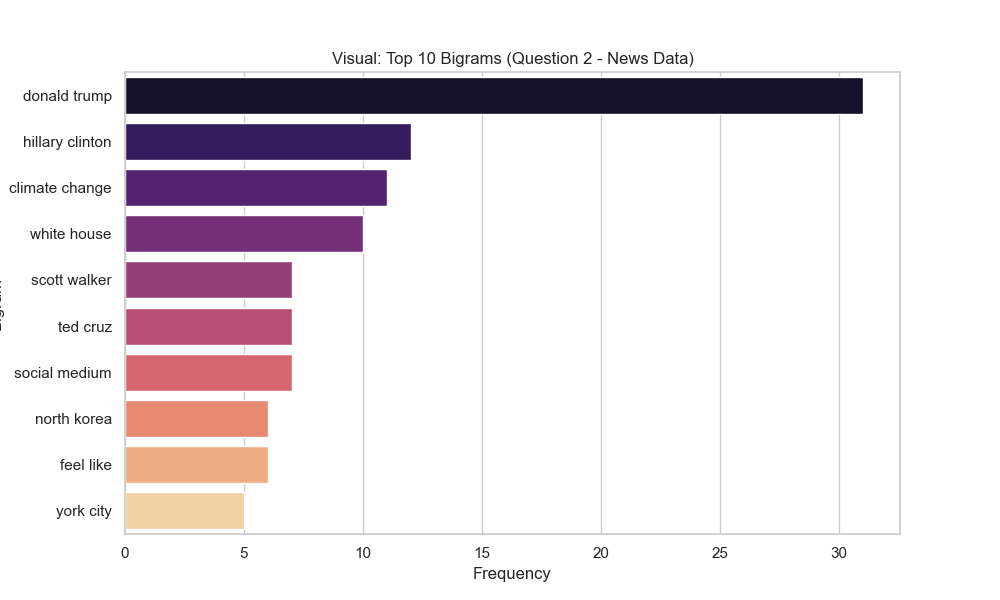 Visual: Top 10 Bigrams (Question 2 - News Data)
donald trump
hillary clinton
climate change
white house
scott walker
ted cruz
social medium
north korea
feel like
york city
0 5 10 15 20 25 30
Frequency